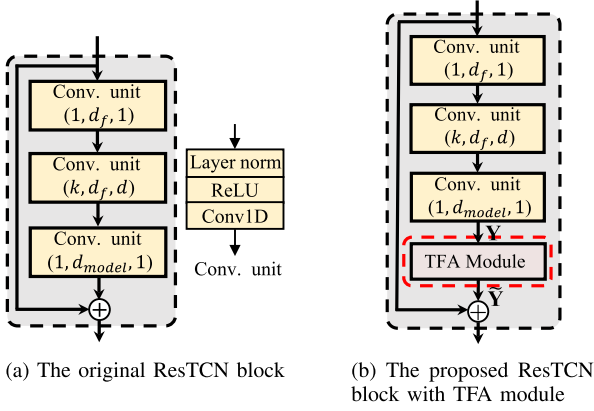 Conv. unit
(1, d_f, 1)
Conv. unit
(k, d_f, d)
Conv. unit
(1, d_model, 1)
Layer norm
ReLU
Conv1D
Conv. unit
(a) The original ResTCN block
Conv. unit
(1, d_f, 1)
Conv. unit
(k, d_f, d)
Conv. unit
(1, d_model, 1)
Y
TFA Module
Ỹ
(b) The proposed ResTCN
block with TFA module